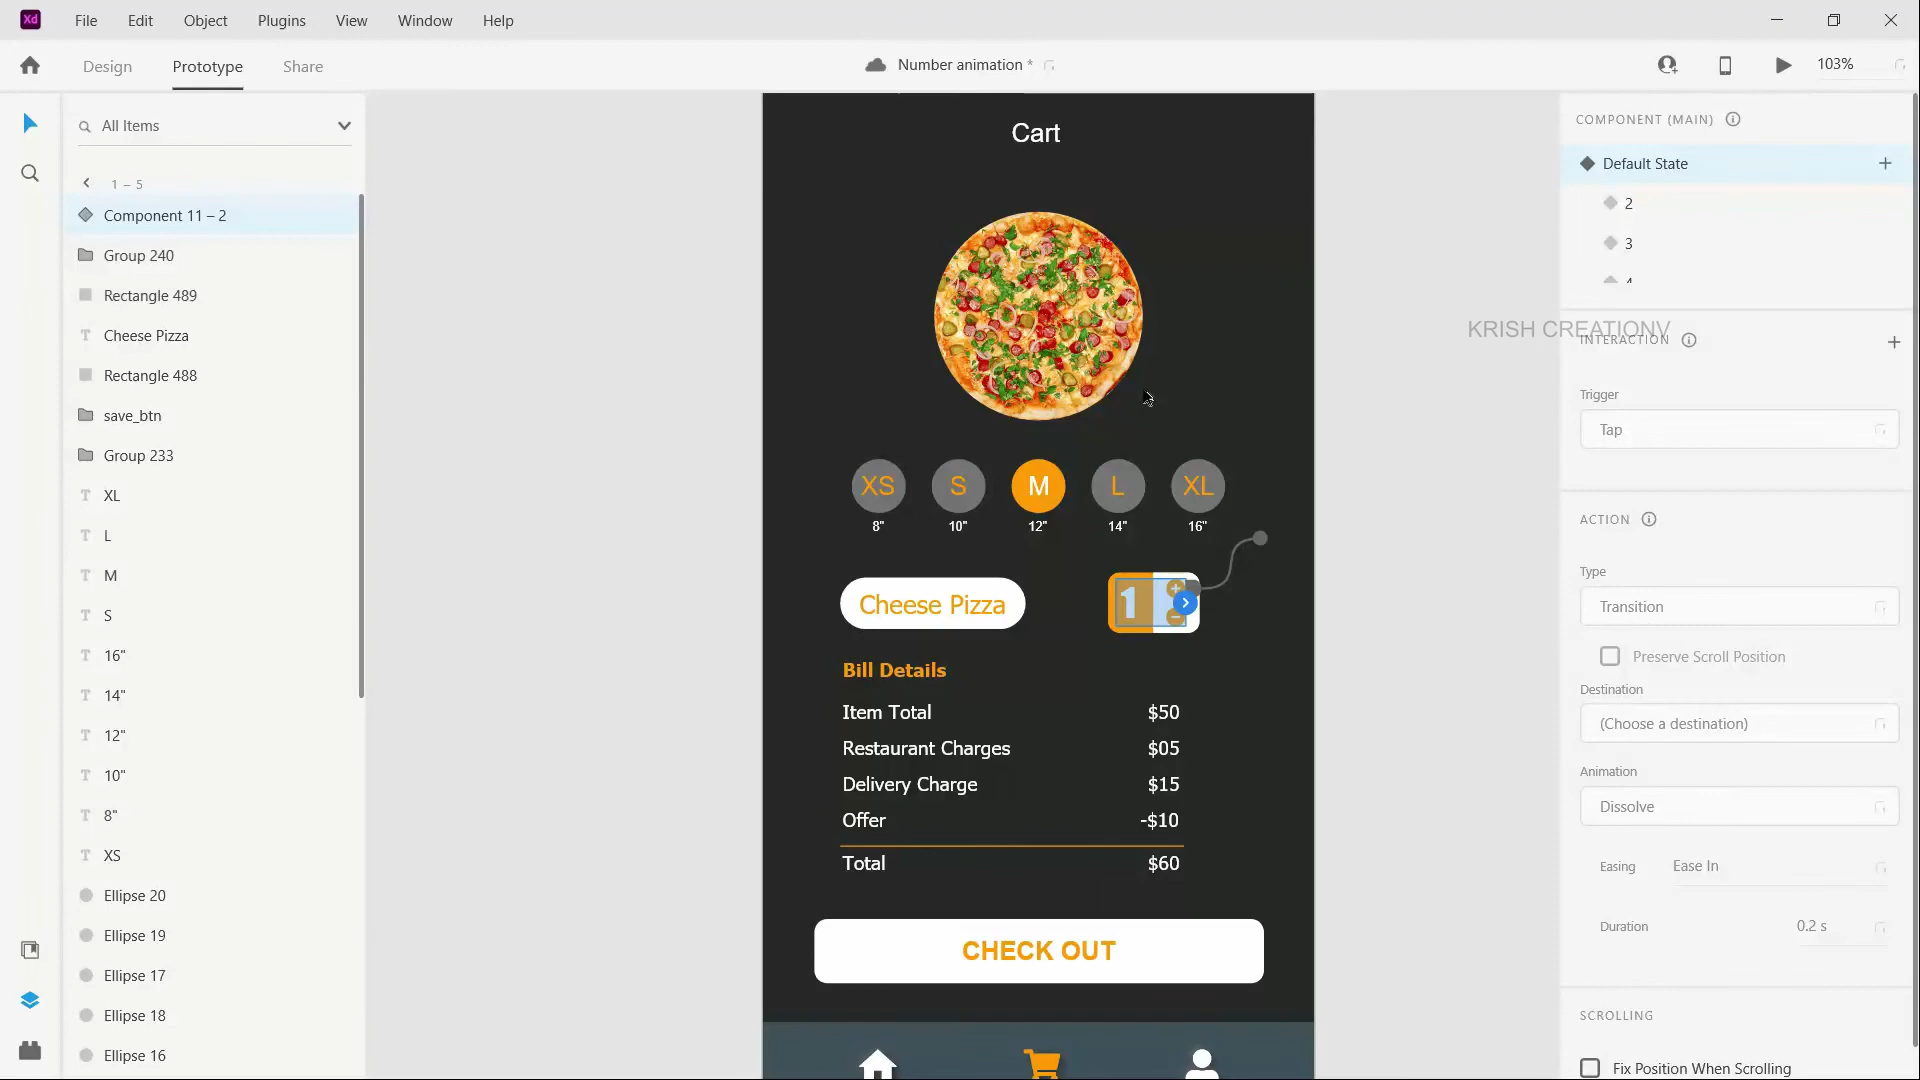 Xd File Edit Object Plugins View Window Help
Design Prototype Share
Number animation *
103%
All Items
1 – 5
Component 11 – 2
Group 240
Rectangle 489
Cheese Pizza
Rectangle 488
save_btn
Group 233
XL
L
M
S
16"
14"
12"
10"
8"
XS
Ellipse 20
Ellipse 19
Ellipse 17
Ellipse 18
Ellipse 16
Cart
XS S M L XL
8" 10" 12" 14" 16"
Cheese Pizza
1
Bill Details
Item Total $50
Restaurant Charges $05
Delivery Charge $15
Offer -$10
Total $60
CHECK OUT
COMPONENT (MAIN)
Default State
2
3
4
KRISH CREATIONV
INTERACTION
Trigger
Tap
ACTION
Type
Transition
Preserve Scroll Position
Destination
(Choose a destination)
Animation
Dissolve
Easing Ease In
Duration 0.2 s
SCROLLING
Fix Position When Scrolling